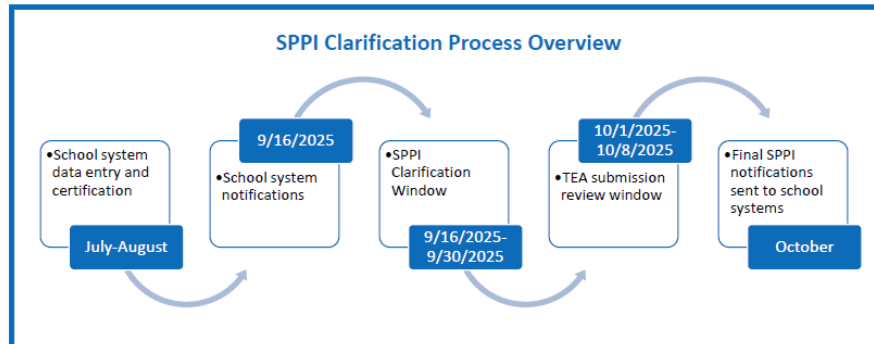 SPPI Clarification Process Overview
•School system
data entry and
certification
July-August
9/16/2025
•School system
notifications
•SPPI
Clarification
Window
9/16/2025-
9/30/2025
10/1/2025-
10/8/2025
•TEA submission
review window
•Final SPPI
notifications
sent to school
systems
October